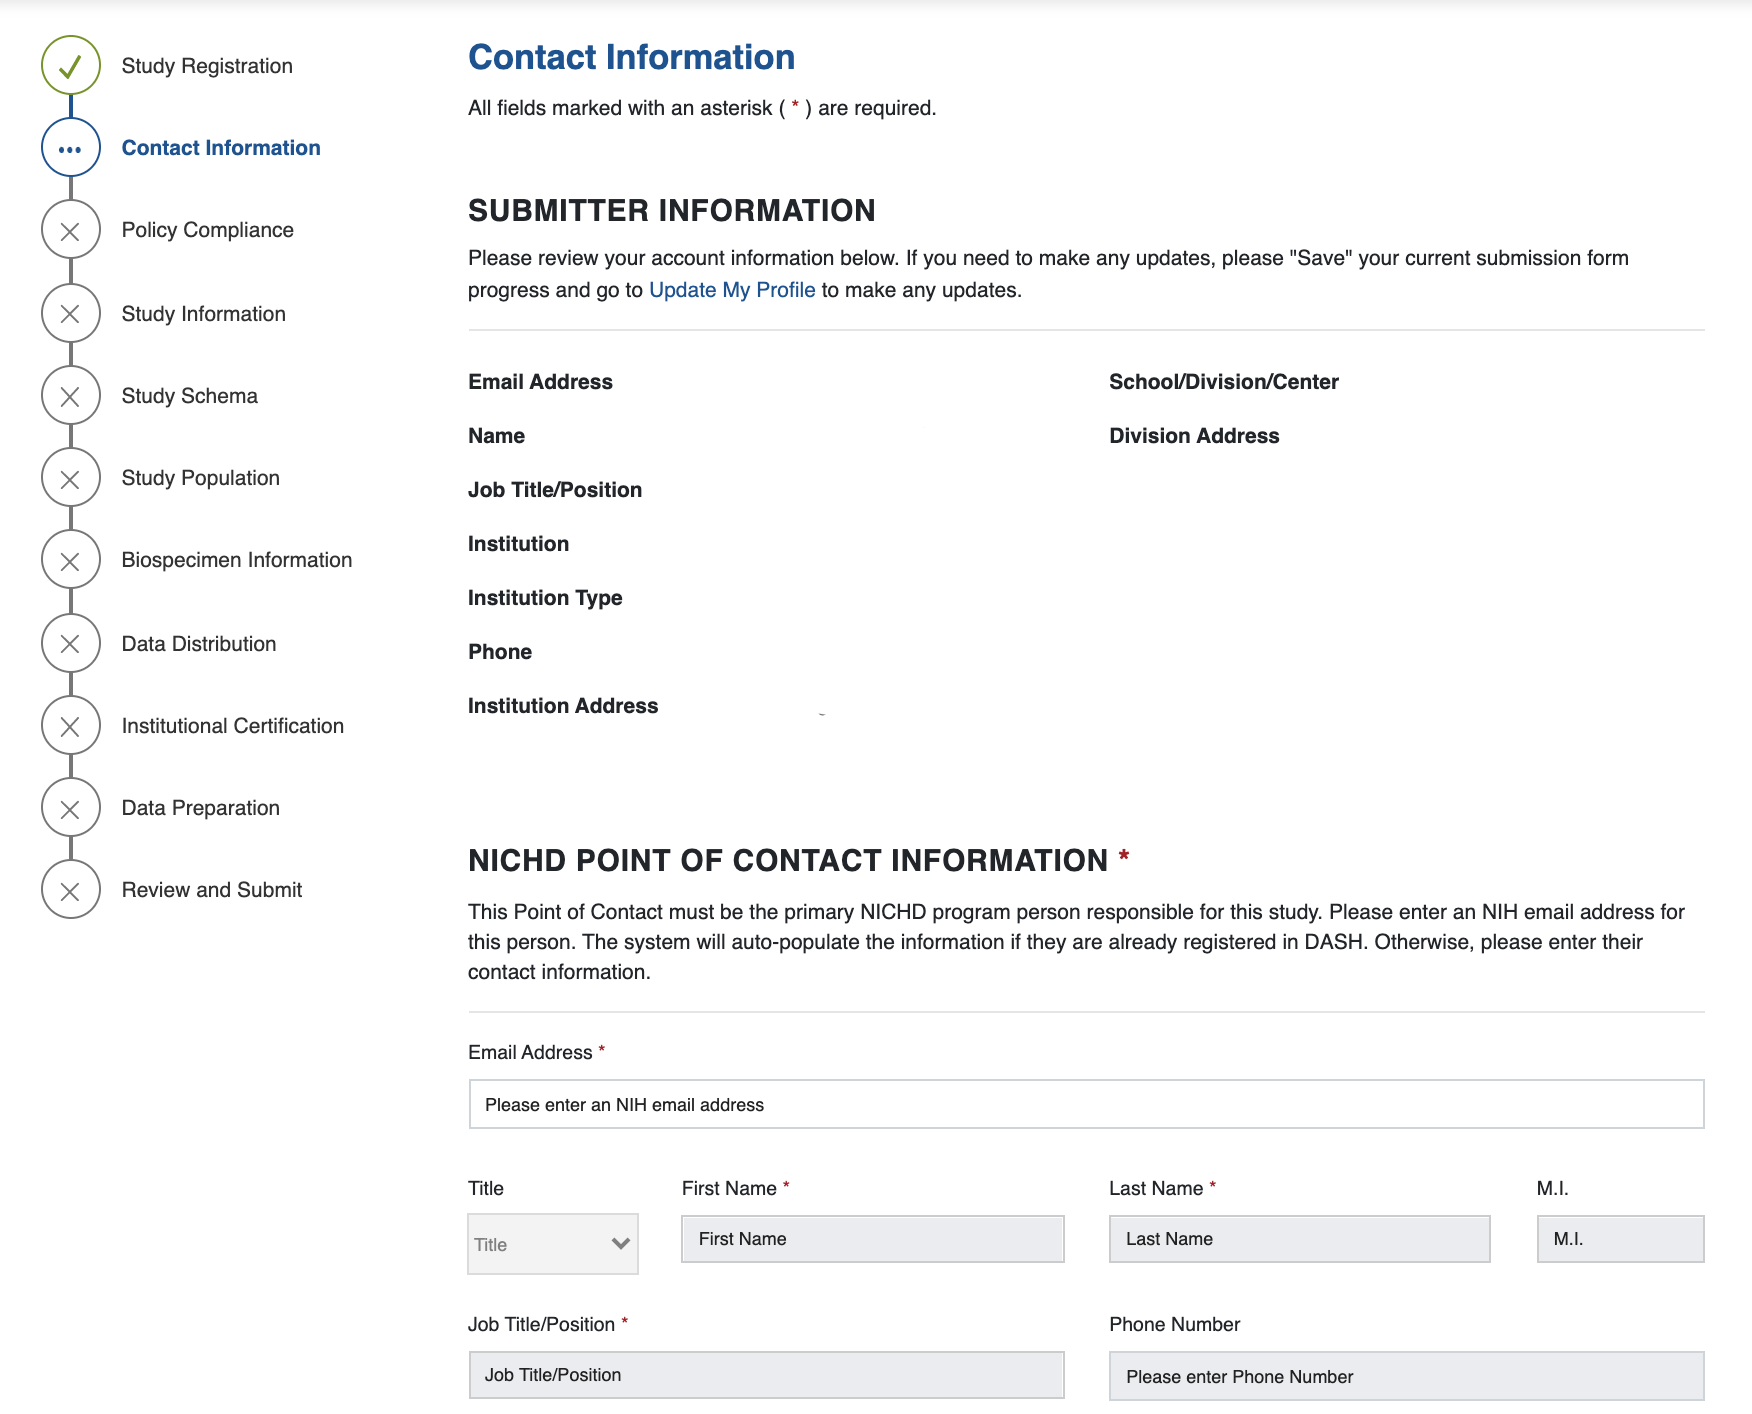 Study Registration
Contact Information
Policy Compliance
Study Information
Study Schema
Study Population
Biospecimen Information
Data Distribution
Institutional Certification
Data Preparation
Review and Submit
Contact Information
All fields marked with an asterisk ( * ) are required.
SUBMITTER INFORMATION
Please review your account information below. If you need to make any updates, please "Save" your current submission form
progress and go to Update My Profile to make any updates.
Email Address
School/Division/Center
Name
Division Address
Job Title/Position
Institution
Institution Type
Phone
Institution Address
NICHD POINT OF CONTACT INFORMATION *
This Point of Contact must be the primary NICHD program person responsible for this study. Please enter an NIH email address for
this person. The system will auto-populate the information if they are already registered in DASH. Otherwise, please enter their
contact information.
Email Address *
Please enter an NIH email address
Title First Name * Last Name * M.I.
Title First Name Last Name M.I.
Job Title/Position * Phone Number
Job Title/Position Please enter Phone Number